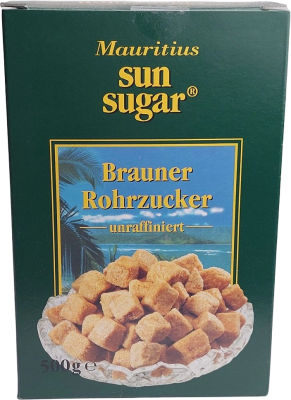 Mauritius
sun
sugar®
Brauner
Rohrzucker
unraffiniert
500g℮